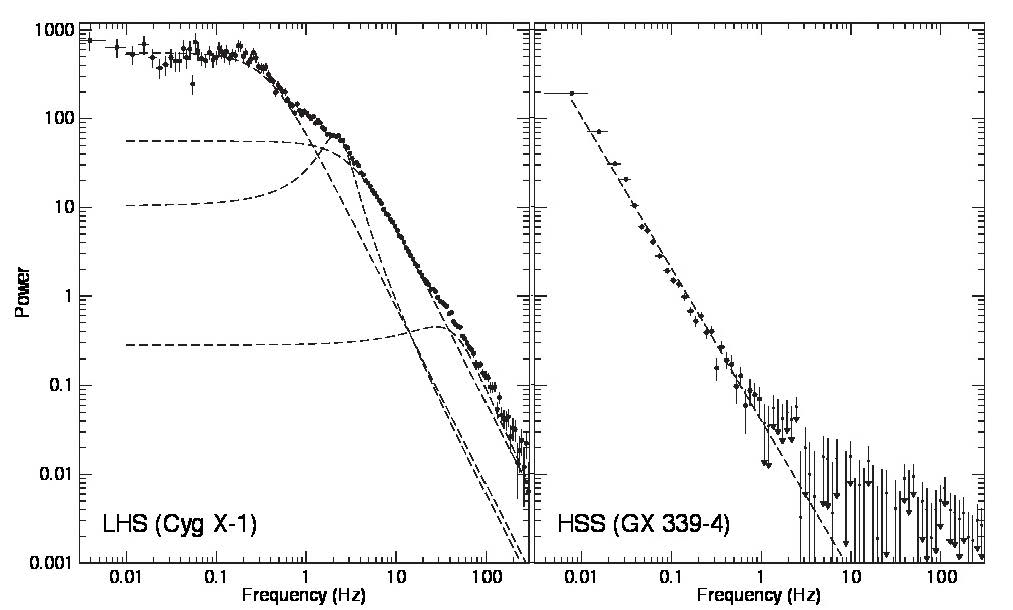 1000
100
10
1
0.1
0.01
0.001
Power
LHS (Cyg X-1)
HSS (GX 339-4)
0.01 0.1 1 10 100
0.01 0.1 1 10 100
Frequency (Hz)
Frequency (Hz)